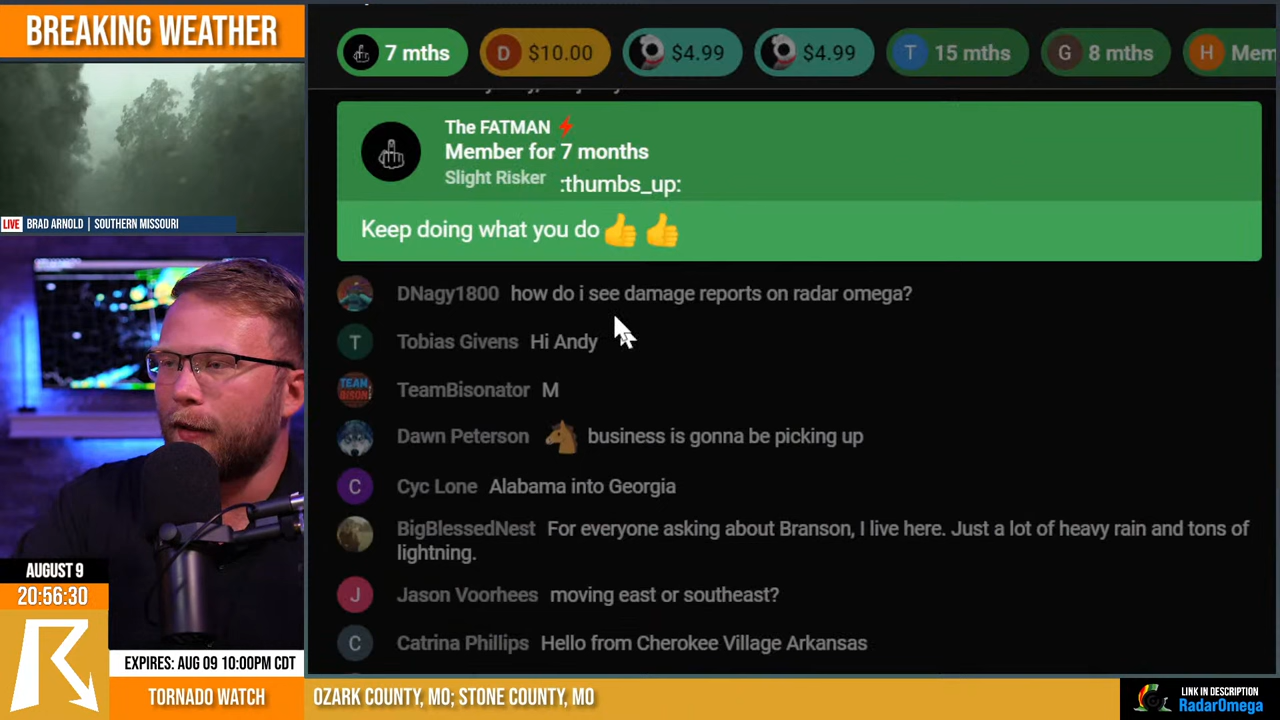 BREAKING WEATHER
7 mths
D $10.00
$4.99
$4.99
T 15 mths
G 8 mths
H Mem
LIVE BRAD ARNOLD | SOUTHERN MISSOURI
The FATMAN
Member for 7 months
Slight Risker :thumbs_up:
Keep doing what you do👍👍
DNagy1800 how do i see damage reports on radar omega?
T Tobias Givens Hi Andy
TEAM BISON TeamBisonator M
Dawn Peterson 🐴 business is gonna be picking up
C Cyc Lone Alabama into Georgia
BigBlessedNest For everyone asking about Branson, I live here. Just a lot of heavy rain and tons of
lightning.
J Jason Voorhees moving east or southeast?
C Catrina Phillips Hello from Cherokee Village Arkansas
AUGUST 9
20:56:30
EXPIRES: AUG 09 10:00PM CDT
TORNADO WATCH
OZARK COUNTY, MO; STONE COUNTY, MO
LINK IN DESCRIPTION
RadarOmega